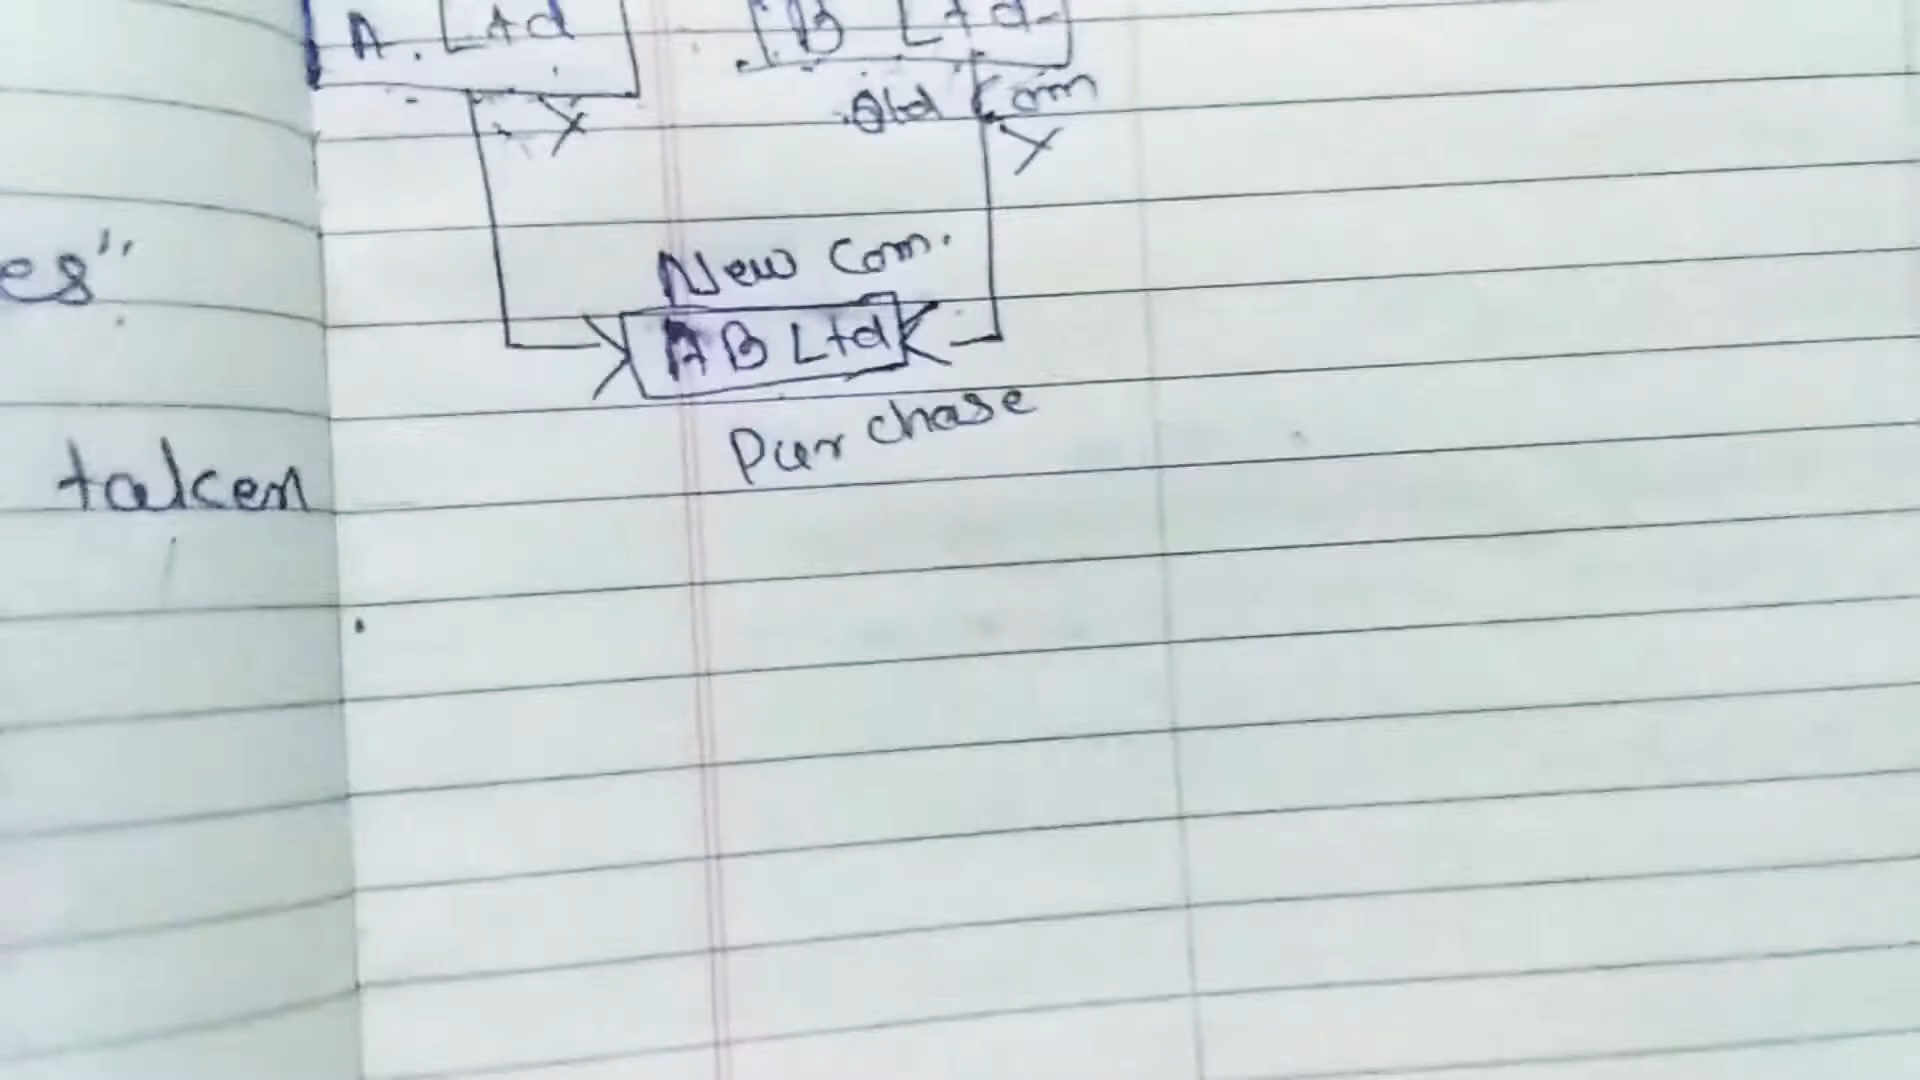 A. Ltd B Ltd
Old Com
New Com.
es"
AB Ltd
Purchase
taken